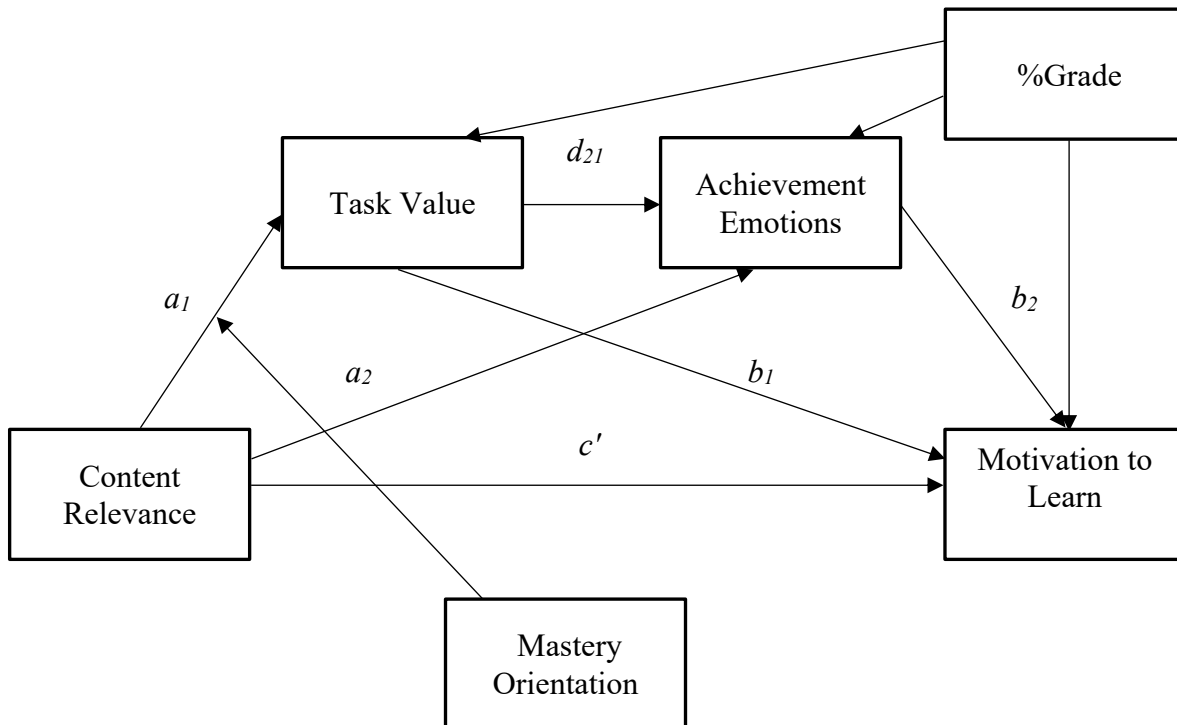 %Grade
d21
Task Value
Achievement
Emotions
a1
b2
a2
b1
c'
Content
Relevance
Motivation to
Learn
Mastery
Orientation